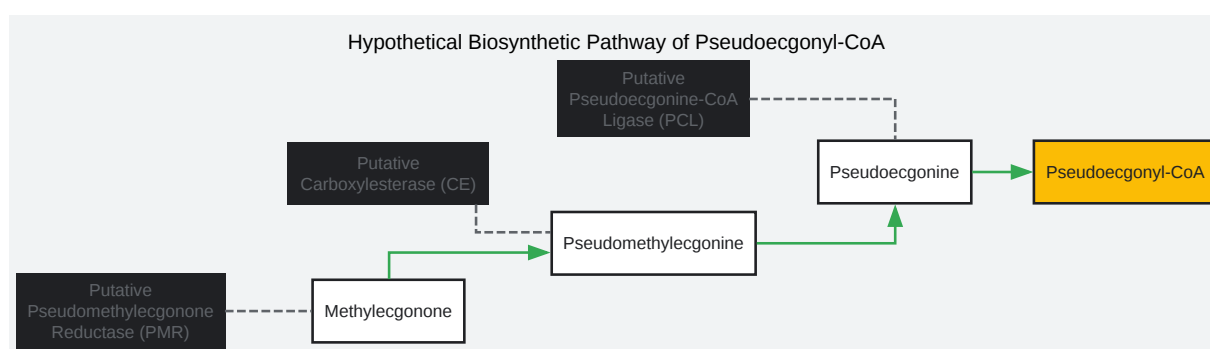 Hypothetical Biosynthetic Pathway of Pseudoecgonyl-CoA
Putative
Pseudoecgonine-CoA
Ligase (PCL)
Putative
Carboxylesterase (CE)
Pseudoecgonine
Pseudoecgonyl-CoA
Pseudomethylecgonine
Putative
Pseudomethylecgonone
Reductase (PMR)
Methylecgonone